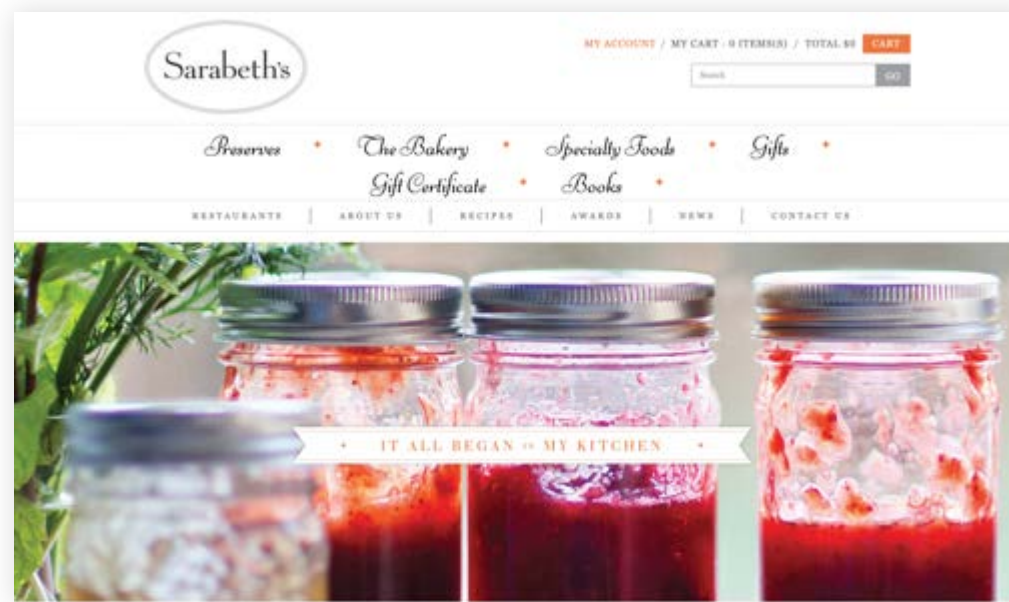 Sarabeth's
MY ACCOUNT / MY CART : 0 ITEMS(S) / TOTAL $0 CART
Search GO
Preserves The Bakery Specialty Foods Gifts
Gift Certificate Books
RESTAURANTS | ABOUT US | RECIPES | AWARDS | NEWS | CONTACT US
IT ALL BEGAN IN MY KITCHEN